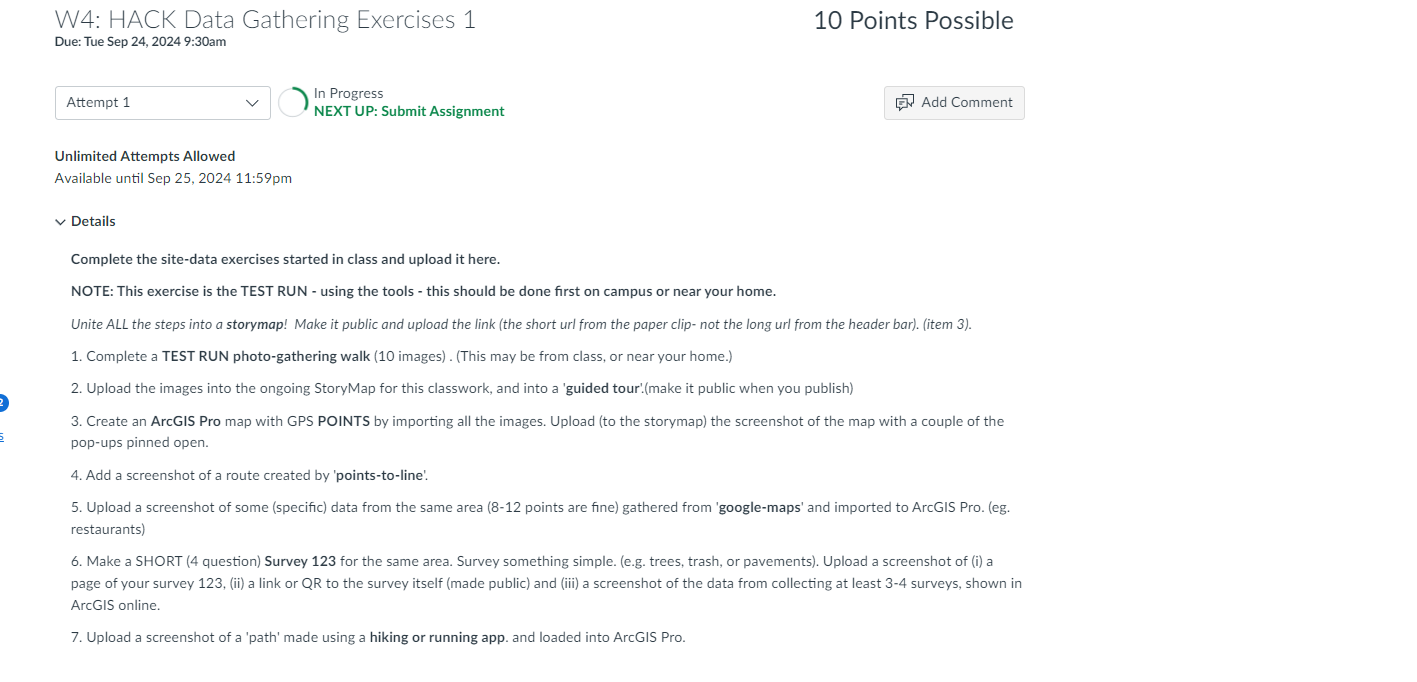 W4: HACK Data Gathering Exercises 1
10 Points Possible
Due: Tue Sep 24, 2024 9:30am
Attempt 1
In Progress
NEXT UP: Submit Assignment
Add Comment
Unlimited Attempts Allowed
Available until Sep 25, 2024 11:59pm
Details
Complete the site-data exercises started in class and upload it here.
NOTE: This exercise is the TEST RUN - using the tools - this should be done first on campus or near your home.
Unite ALL the steps into a storymap!  Make it public and upload the link (the short url from the paper clip- not the long url from the header bar). (item 3).
1. Complete a TEST RUN photo-gathering walk (10 images) . (This may be from class, or near your home.)
2. Upload the images into the ongoing StoryMap for this classwork, and into a 'guided tour'.(make it public when you publish)
3. Create an ArcGIS Pro map with GPS POINTS by importing all the images. Upload (to the storymap) the screenshot of the map with a couple of the
pop-ups pinned open.
4. Add a screenshot of a route created by 'points-to-line'.
2
s
5. Upload a screenshot of some (specific) data from the same area (8-12 points are fine) gathered from 'google-maps' and imported to ArcGIS Pro. (eg.
restaurants)
6. Make a SHORT (4 question) Survey 123 for the same area. Survey something simple. (e.g. trees, trash, or pavements). Upload a screenshot of (i) a
page of your survey 123, (ii) a link or QR to the survey itself (made public) and (iii) a screenshot of the data from collecting at least 3-4 surveys, shown in
ArcGIS online.
7. Upload a screenshot of a 'path' made using a hiking or running app. and loaded into ArcGIS Pro.